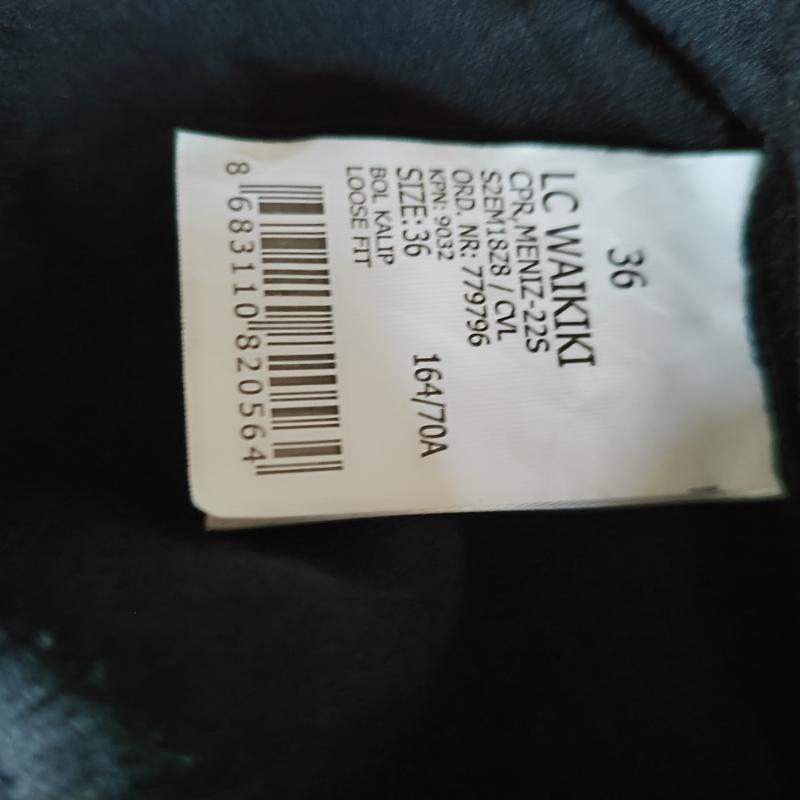 36
LC WAIKIKI
CPR,MENIZ-22S
S2EM18Z8 / CVL
ORD. NR: 779796
KPN: 9032
SIZE:36 164/70A
BOL KALIP
LOOSE FIT
8 683110 820564